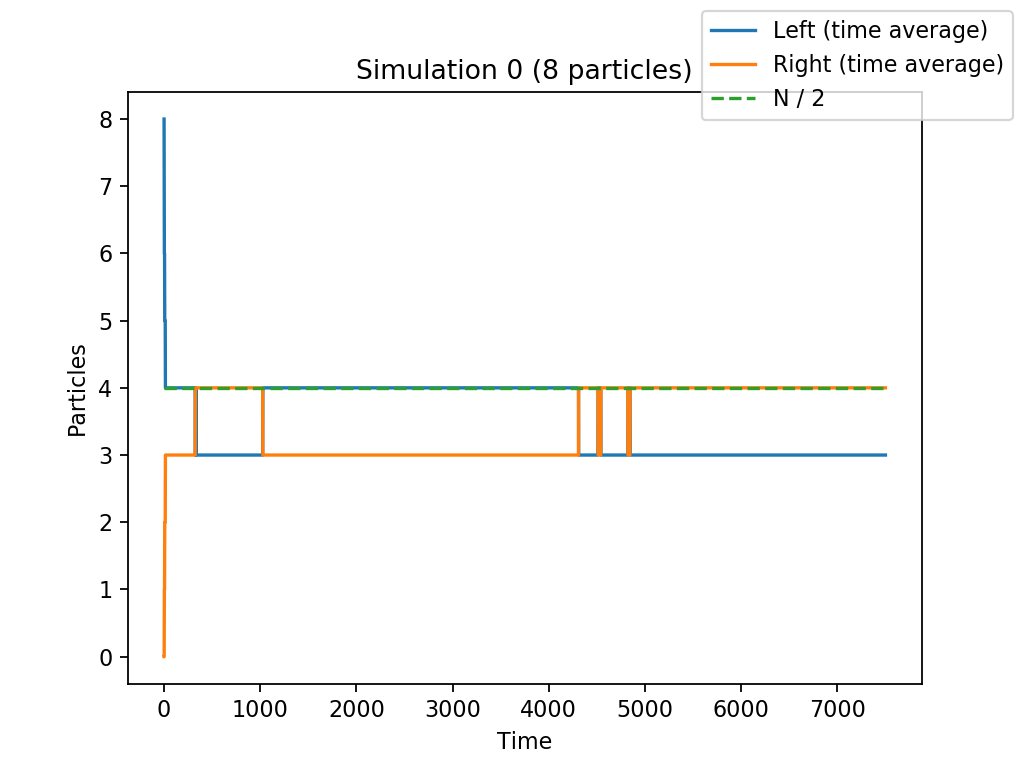 Left (time average)
Right (time average)
N / 2
Simulation 0 (8 particles)
8
7
6
5
4
3
2
1
0
Particles
0 1000 2000 3000 4000 5000 6000 7000
Time